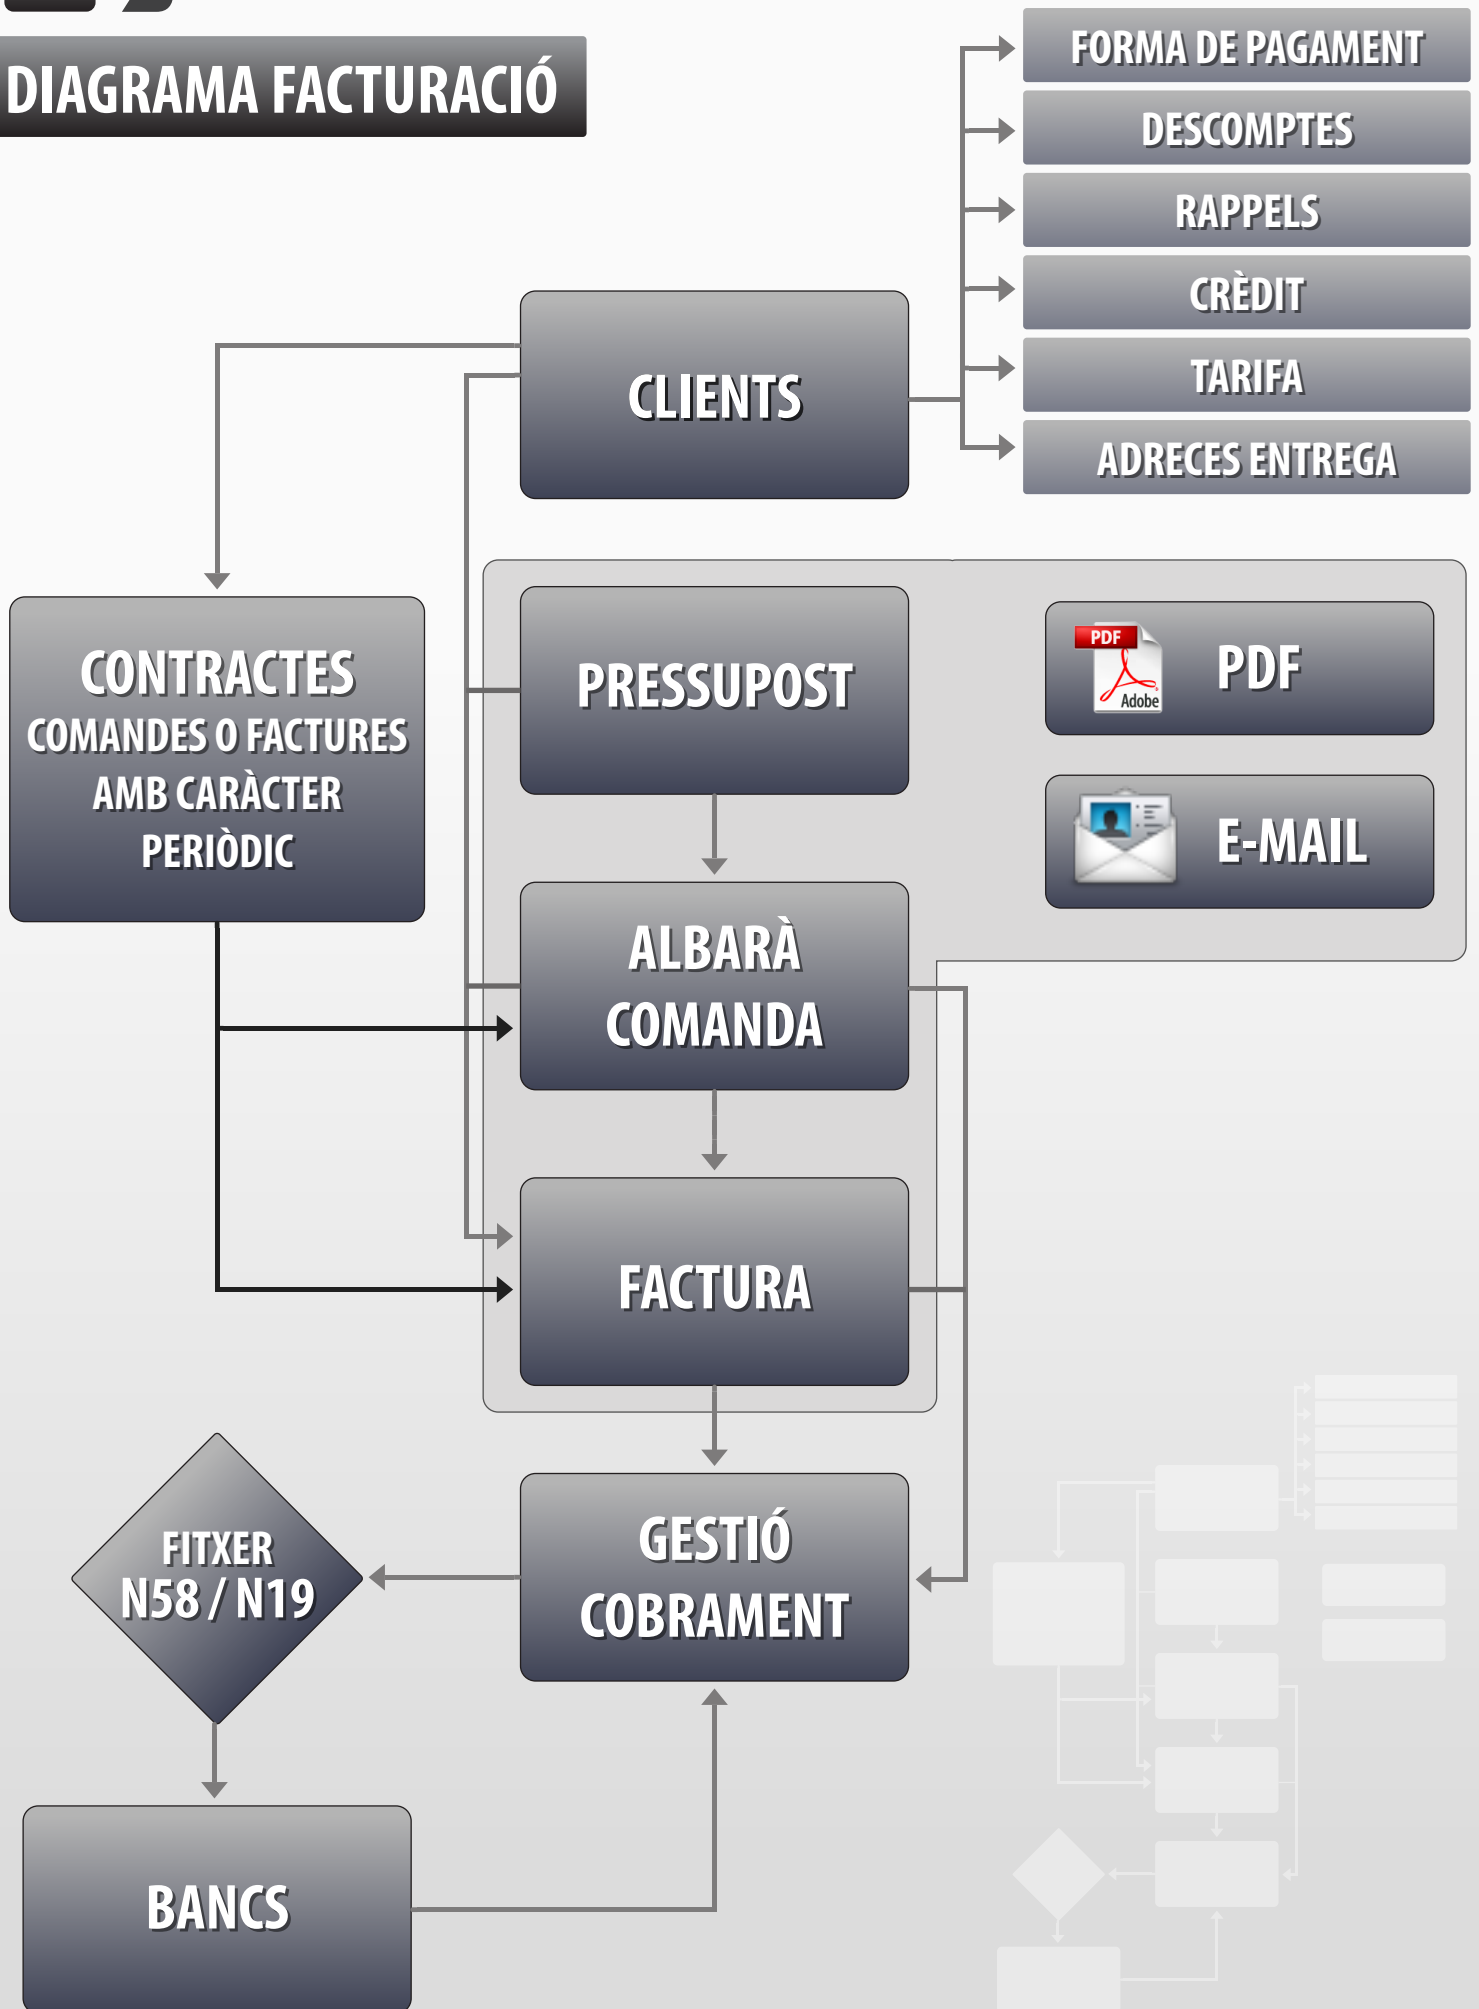 DIAGRAMA FACTURACIÓ
FORMA DE PAGAMENT
DESCOMPTES
RAPPELS
CRÈDIT
TARIFA
ADRECES ENTREGA
CLIENTS
CONTRACTES
COMANDES O FACTURES
AMB CARÀCTER
PERIÒDIC
PRESSUPOST
PDF
Adobe
PDF
E-MAIL
ALBARÀ
COMANDA
FACTURA
GESTIÓ
COBRAMENT
FITXER
N58 / N19
BANCS